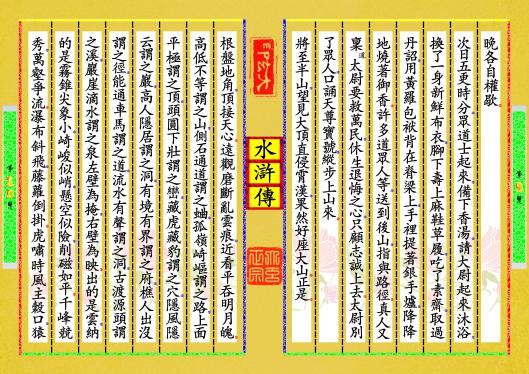 晚各自權歇
次日五更時分眾道士起來備下香湯請太尉起來沐浴
換了一身新鮮布衣腳下壽上麻鞋草履吃了素齋取過
丹詔用黃羅包袱背在脊梁上手裡提著銀手爐降降
地燒著御香許多道眾人等送到後山指與路徑真人又
稟道太尉要救萬民休生退悔之心只顧志誠上去太尉別
了眾人口誦天尊寶號縱步上山來
將至半山望見大頂直侵霄漢果然好座大山正是
水滸傳
根盤地角頂接天心遠觀磨斷亂雲痕近看平吞明月魄
高低不等謂之山側石通道謂之岫孤嶺崎嶇謂之路上面
平極謂之頂頭圓下壯謂之巒藏虎藏豹謂之穴隱風隱
云謂之巖高人隱居謂之洞有境有界謂之府樵人出沒
謂之徑能通車馬謂之道流水有聲謂之洞古渡源頭謂
之溪巖崖滴水謂之泉左壁為掩右壁為映出的是雲納
的是霧錐尖象小崎峻似峭懸空似險削磁如平千峰競
秀萬壑爭流瀑布斜飛藤蘿倒掛虎嘯時風生穀口猿